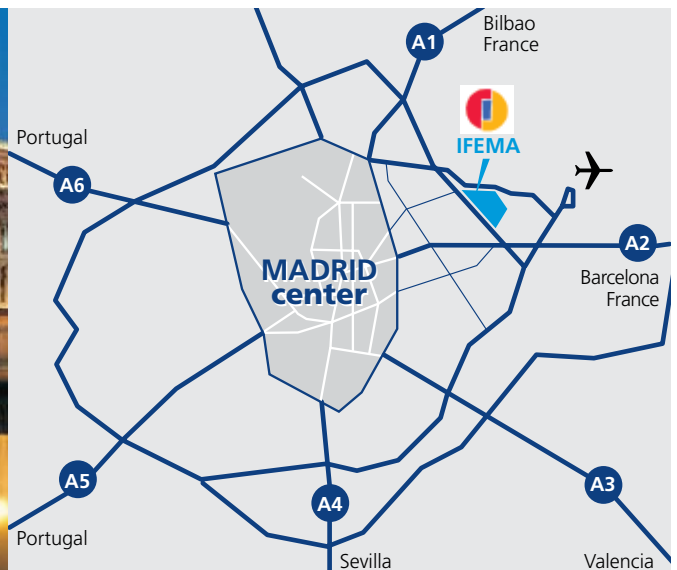 Bilbao
France
A1
IFEMA
Portugal
A6
A2
MADRID
center
Barcelona
France
A5
A4
A3
Portugal
Sevilla
Valencia